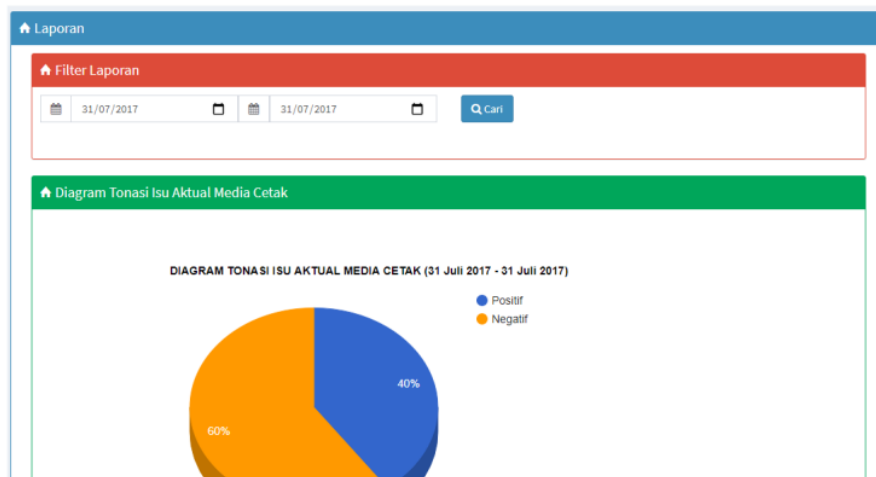 Laporan
Filter Laporan
31/07/2017 31/07/2017 Cari
Diagram Tonasi Isu Aktual Media Cetak
DIAGRAM TONASI ISU AKTUAL MEDIA CETAK (31 Juli 2017 - 31 Juli 2017)
Positif
Negatif
40%
60%